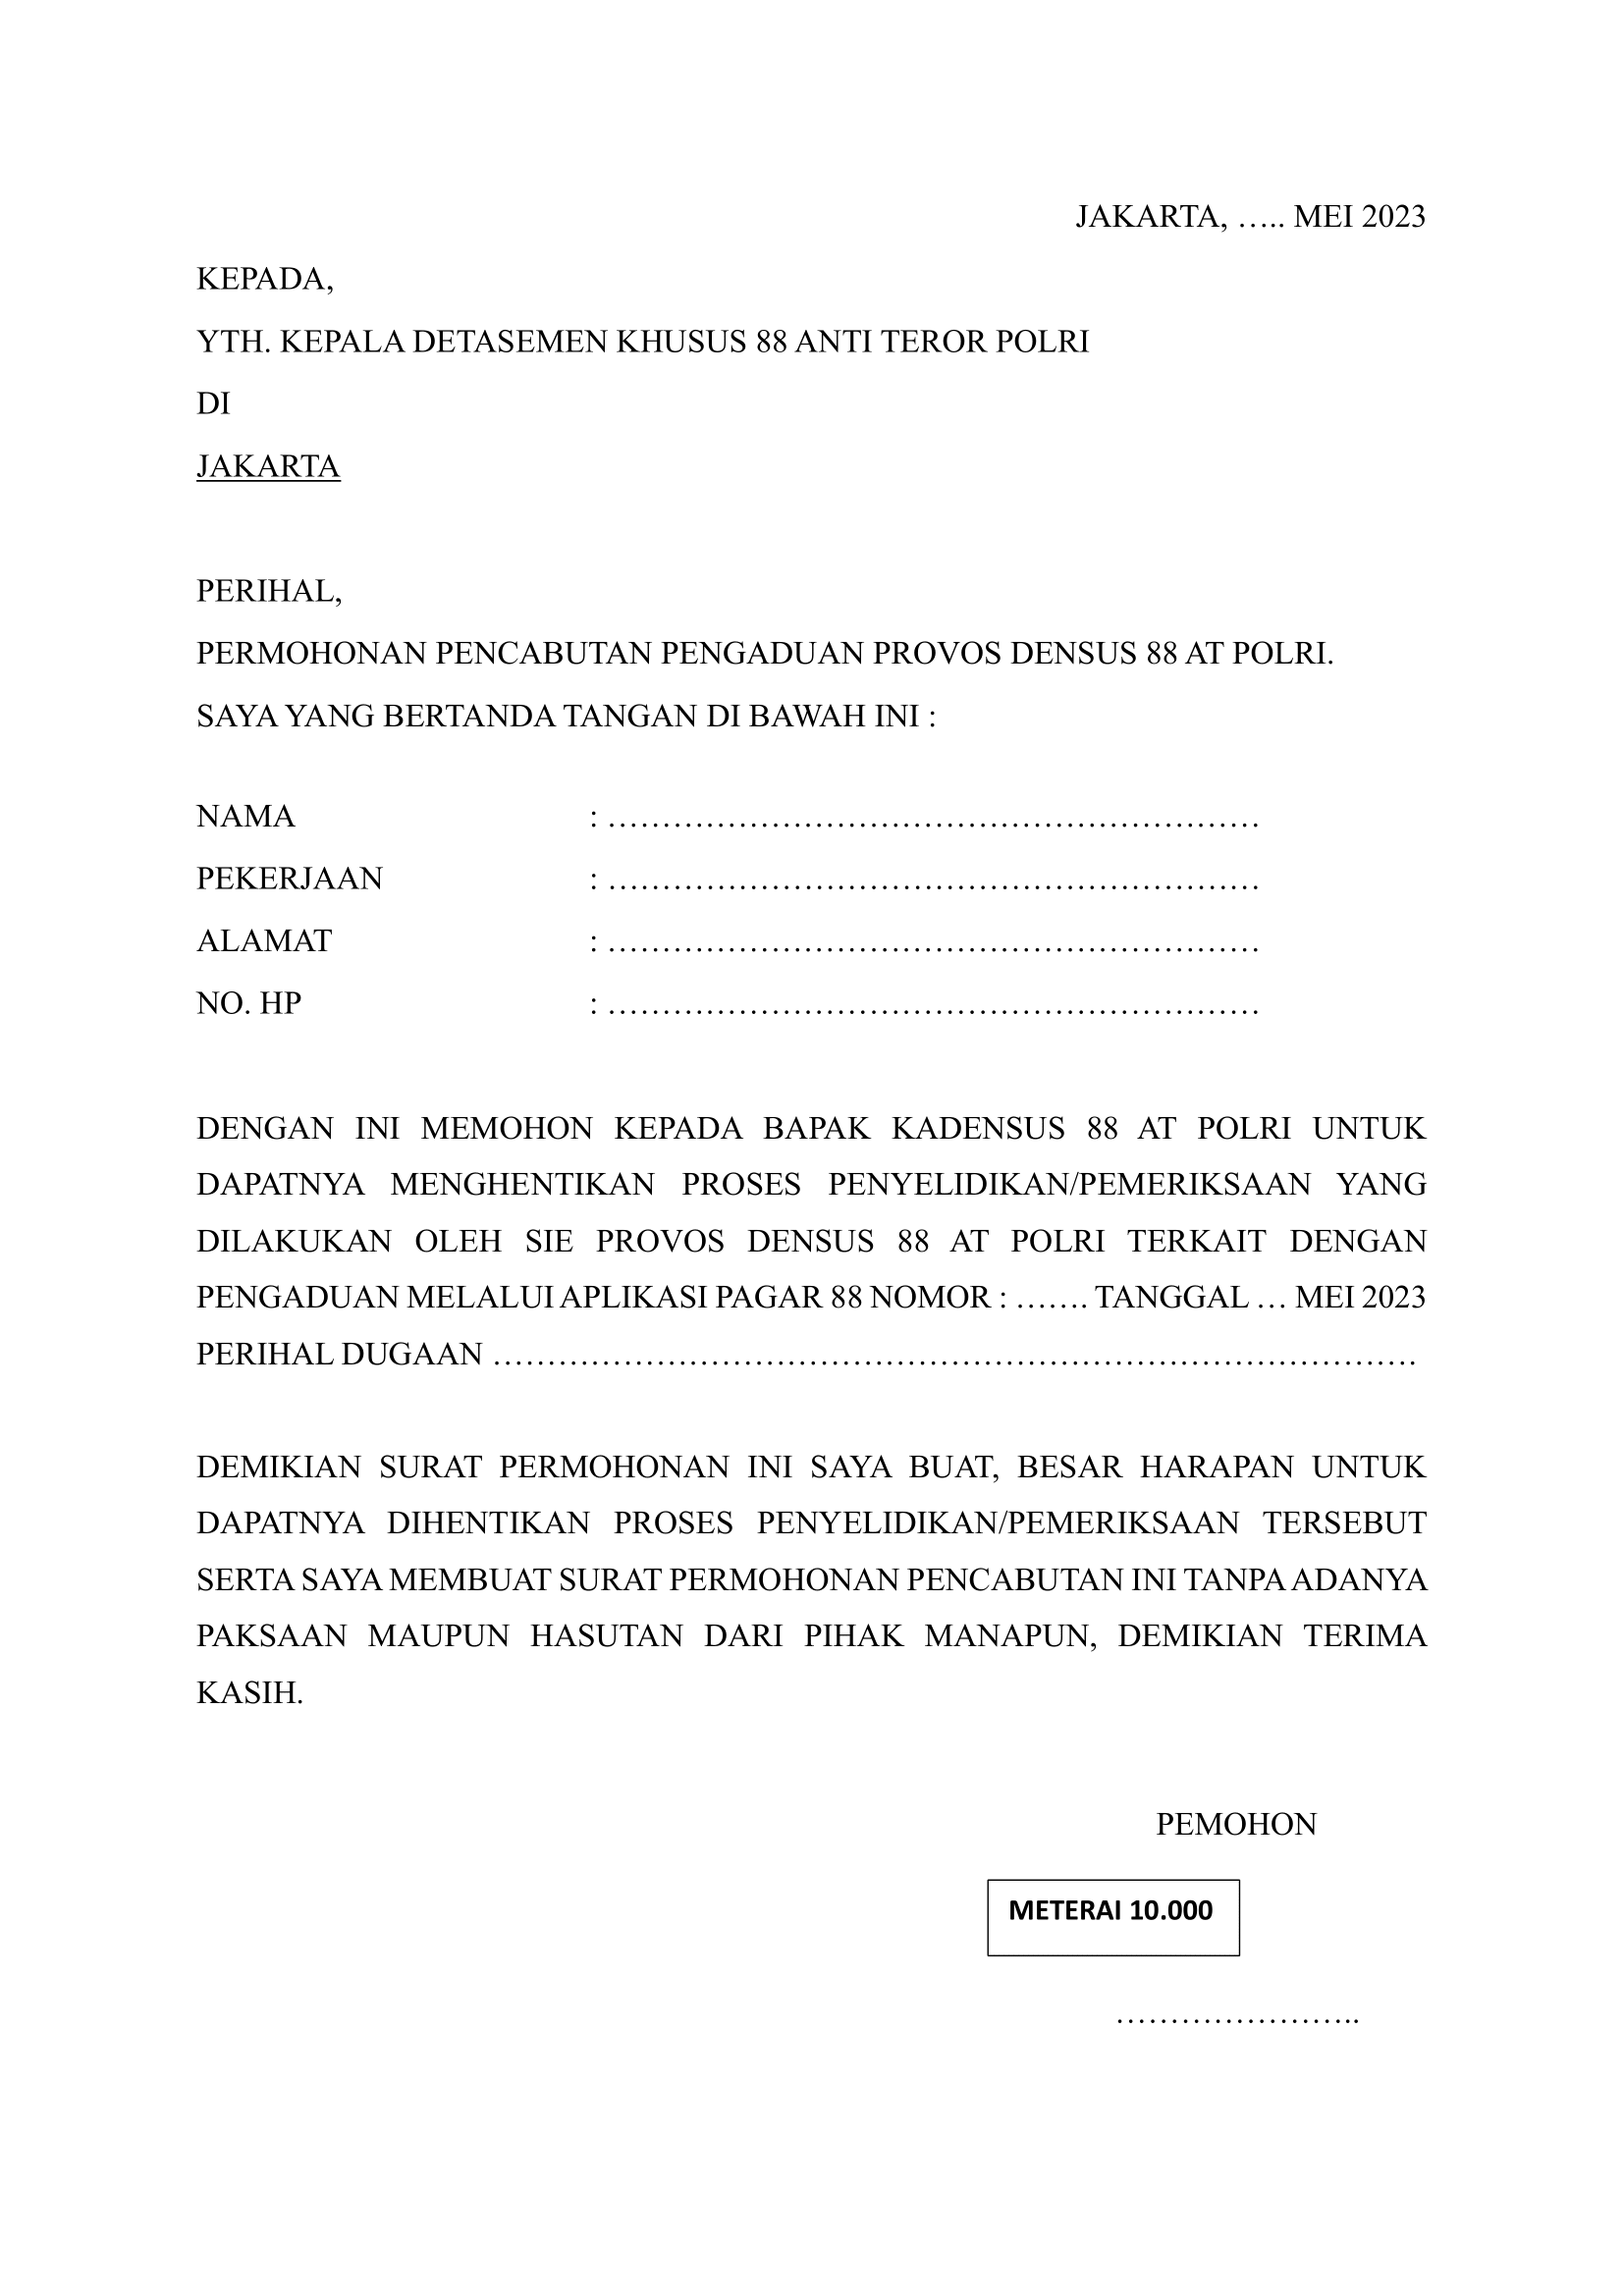 JAKARTA, ….. MEI 2023
KEPADA,
YTH. KEPALA DETASEMEN KHUSUS 88 ANTI TEROR POLRI
DI
JAKARTA
PERIHAL,
PERMOHONAN PENCABUTAN PENGADUAN PROVOS DENSUS 88 AT POLRI.
SAYA YANG BERTANDA TANGAN DI BAWAH INI :
NAMA : ……………………………………………………
PEKERJAAN : ……………………………………………………
ALAMAT : ……………………………………………………
NO. HP : ……………………………………………………
DENGAN INI MEMOHON KEPADA BAPAK KADENSUS 88 AT POLRI UNTUK
DAPATNYA MENGHENTIKAN PROSES PENYELIDIKAN/PEMERIKSAAN YANG
DILAKUKAN OLEH SIE PROVOS DENSUS 88 AT POLRI TERKAIT DENGAN
PENGADUAN MELALUI APLIKASI PAGAR 88 NOMOR : ……. TANGGAL … MEI 2023
PERIHAL DUGAAN ………………………………………………………………………….
DEMIKIAN SURAT PERMOHONAN INI SAYA BUAT, BESAR HARAPAN UNTUK
DAPATNYA DIHENTIKAN PROSES PENYELIDIKAN/PEMERIKSAAN TERSEBUT
SERTA SAYA MEMBUAT SURAT PERMOHONAN PENCABUTAN INI TANPA ADANYA
PAKSAAN MAUPUN HASUTAN DARI PIHAK MANAPUN, DEMIKIAN TERIMA
KASIH.
PEMOHON
METERAI 10.000
…………………..